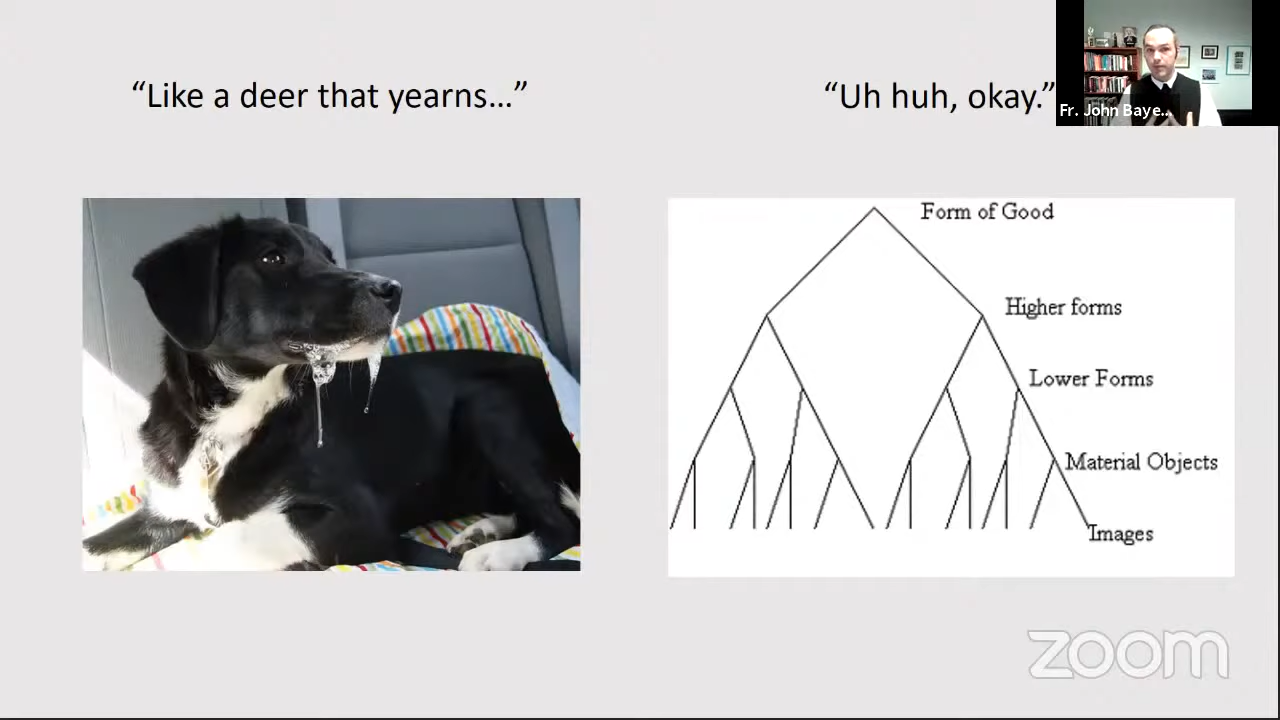 “Like a deer that yearns...”
“Uh huh, okay.”
Fr. John Baye...
Form of Good
Higher forms
Lower Forms
Material Objects
Images
zoom